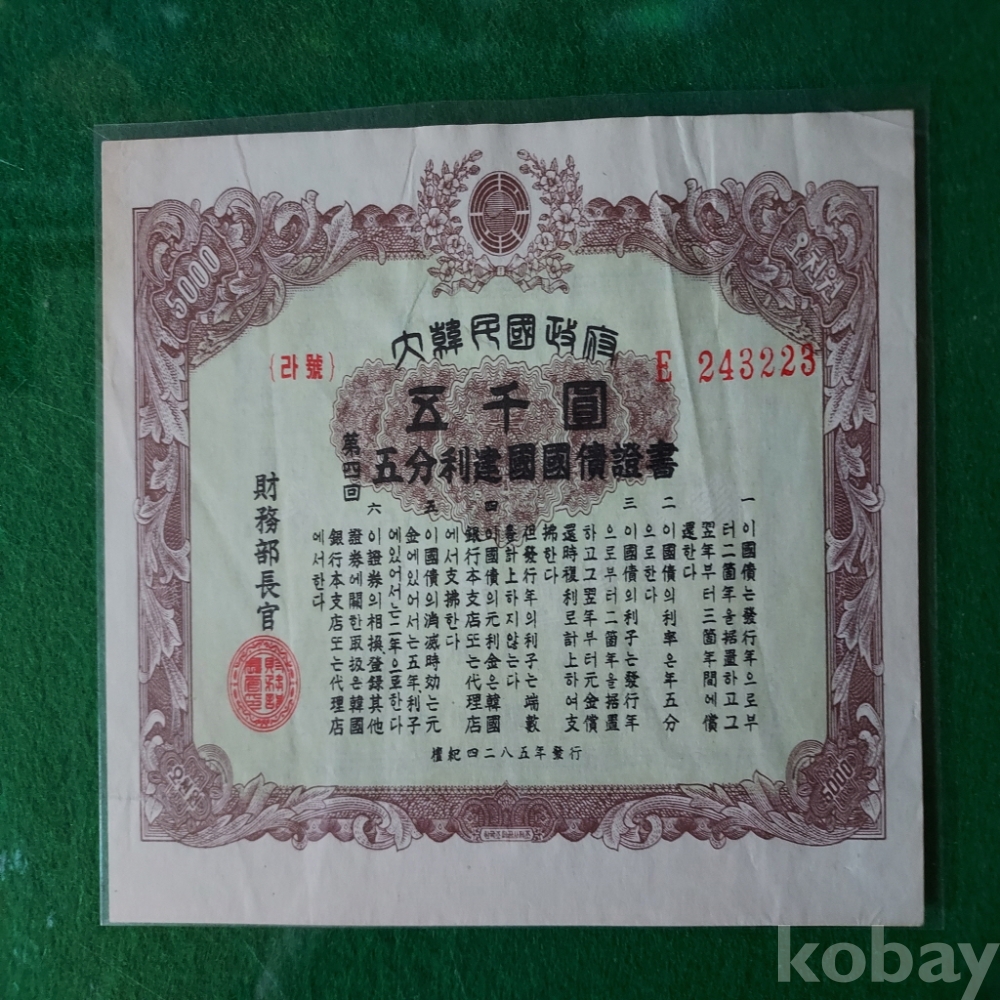 5000
오천원
大韓民國政府
{라號}
E 243223
五千圓
第四回
五分利建國國債證書
一 이國債는發行年으로부
터二箇年을据置하고그
翌年부터三箇年間에償
還한다
二 이國債의利率은年五分
으로한다
三 이國債의利子는發行年
으로부터二箇年을据置
하고그翌年부터元金償
還時複利로計上하여支
拂한다
但發行年의利子는端數
를計上하지않는다
四 이國債의元利金은韓國
銀行本支店또는代理店
에서支拂한다
五 이國債의消滅時効는元
金에있어서는五年利子
에있어서는二年으로한다
六 이證券의相換登錄其他
證券에關한取扱은韓國
銀行本支店또는代理店
에서한다
財務部長官
檀紀四二八五年發行
오천원
5000
kobay